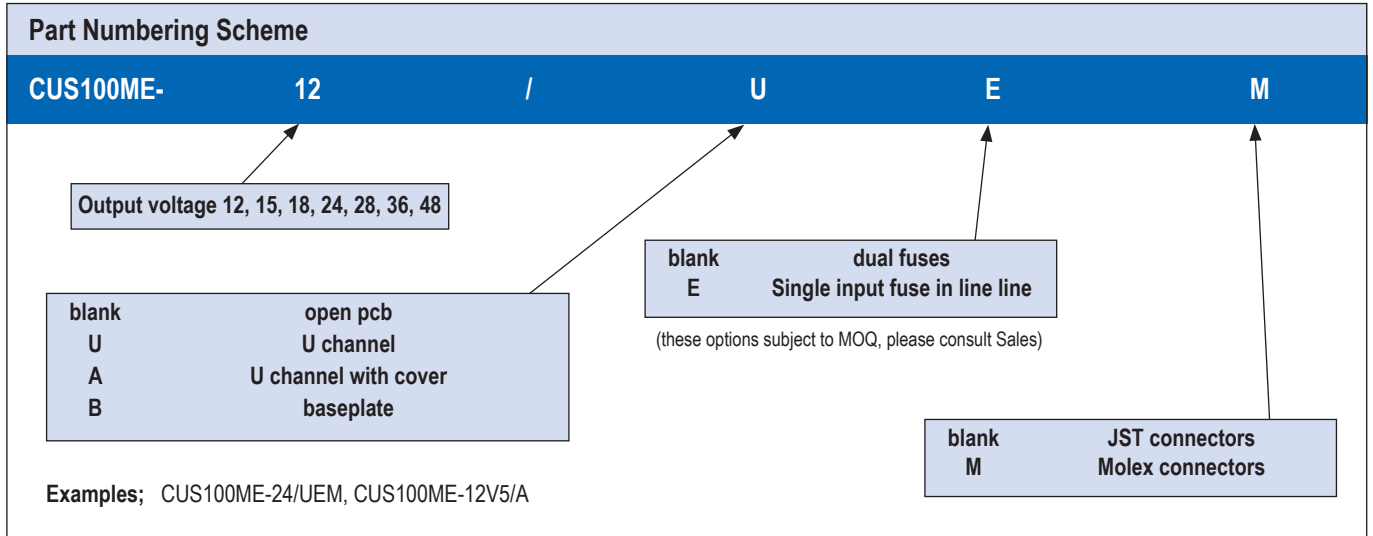 Part Numbering Scheme
CUS100ME- 12 / U E M
Output voltage 12, 15, 18, 24, 28, 36, 48
blank dual fuses
E Single input fuse in line line
(these options subject to MOQ, please consult Sales)
blank open pcb
U U channel
A U channel with cover
B baseplate
blank JST connectors
M Molex connectors
Examples; CUS100ME-24/UEM, CUS100ME-12V5/A